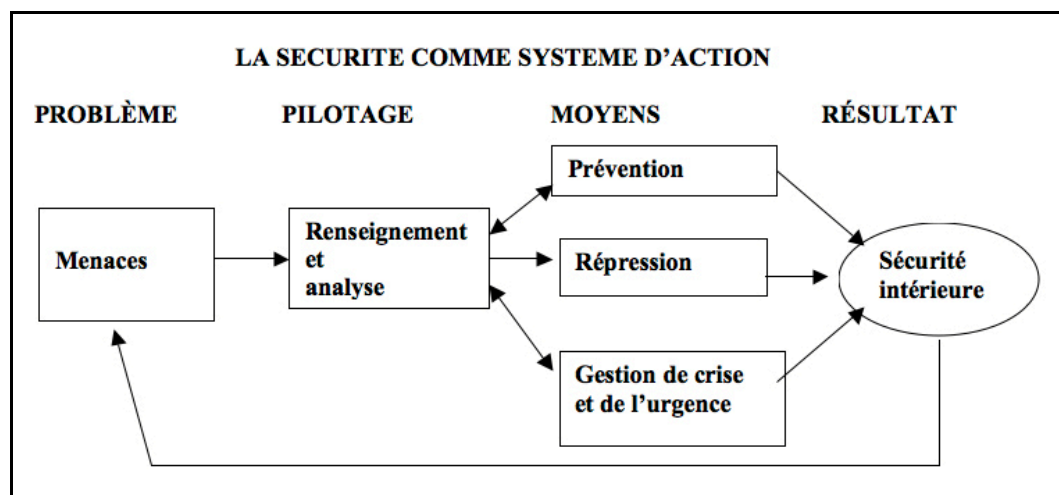 LA SECURITE COMME SYSTEME D'ACTION
PROBLÈME PILOTAGE MOYENS RÉSULTAT
Prévention
Menaces
Renseignement
et
analyse
Répression
Sécurité
intérieure
Gestion de crise
et de l'urgence